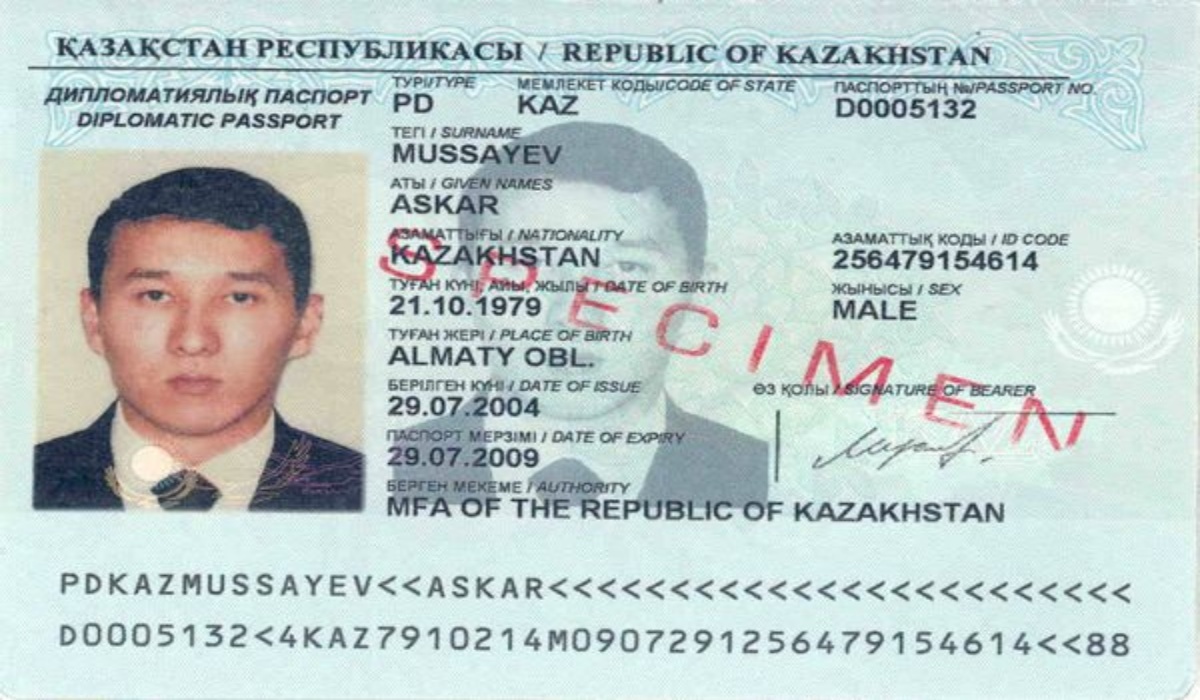 ҚАЗАҚСТАН РЕСПУБЛИКАСЫ / REPUBLIC OF KAZAKHSTAN
ДИПЛОМАТИЯЛЫҚ ПАСПОРТ
DIPLOMATIC PASSPORT
ТҮРІ/TYPE МЕМЛЕКЕТ КОДЫ/CODE OF STATE ПАСПОРТТЫҢ №/PASSPORT NO.
PD KAZ D0005132
ТЕГІ / SURNAME
MUSSAYEV
АТЫ / GIVEN NAMES
ASKAR
АЗАМАТТЫҒЫ / NATIONALITY АЗАМАТТЫҚ КОДЫ / ID CODE
KAZAKHSTAN 256479154614
ТУҒАН КҮНІ, АЙЫ, ЖЫЛЫ / DATE OF BIRTH ЖЫНЫСЫ / SEX
21.10.1979 MALE
ТУҒАН ЖЕРІ / PLACE OF BIRTH
ALMATY OBL.
БЕРІЛГЕН КҮНІ / DATE OF ISSUE ӨЗ ҚОЛЫ / SIGNATURE OF BEARER
29.07.2004
ПАСПОРТ МЕРЗІМІ / DATE OF EXPIRY
29.07.2009
БЕРГЕН МЕКЕМЕ / AUTHORITY
MFA OF THE REPUBLIC OF KAZAKHSTAN
SPECIMEN
PDKAZMUSSAYEV<<ASKAR<<<<<<<<<<<<<<<<<<<<<<<<
D0005132<4KAZ7910214M0907291256479154614<<88